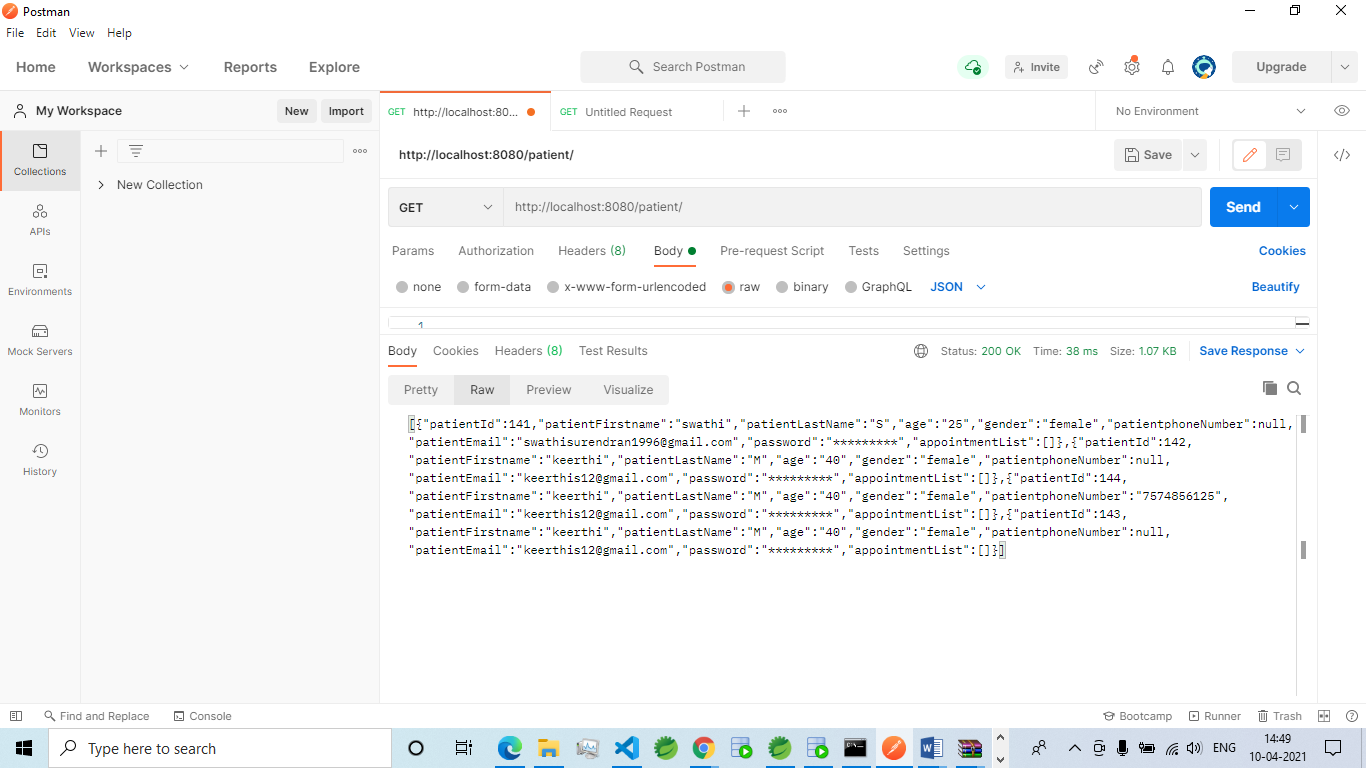 Postman
File Edit View Help
Home Workspaces Reports Explore Search Postman Invite Upgrade
My Workspace New Import GET http://localhost:80... GET Untitled Request No Environment
Collections
New Collection
APIs
Environments
Mock Servers
Monitors
History
http://localhost:8080/patient/ Save
GET http://localhost:8080/patient/ Send
Params Authorization Headers (8) Body Pre-request Script Tests Settings Cookies
none form-data x-www-form-urlencoded raw binary GraphQL JSON Beautify
1
Body Cookies Headers (8) Test Results Status: 200 OK Time: 38 ms Size: 1.07 KB Save Response
Pretty Raw Preview Visualize
[{"patientId":141,"patientFirstname":"swathi","patientLastName":"S","age":"25","gender":"female","patientphoneNumber":null,
"patientEmail":"swathisurendran1996@gmail.com","password":"*********","appointmentList":[]},{"patientId":142,
"patientFirstname":"keerthi","patientLastName":"M","age":"40","gender":"female","patientphoneNumber":null,
"patientEmail":"keerthis12@gmail.com","password":"*********","appointmentList":[]},{"patientId":144,
"patientFirstname":"keerthi","patientLastName":"M","age":"40","gender":"female","patientphoneNumber":"7574856125",
"patientEmail":"keerthis12@gmail.com","password":"*********","appointmentList":[]},{"patientId":143,
"patientFirstname":"keerthi","patientLastName":"M","age":"40","gender":"female","patientphoneNumber":null,
"patientEmail":"keerthis12@gmail.com","password":"*********","appointmentList":[]}]
Find and Replace Console Bootcamp Runner Trash
Type here to search ENG 14:49
10-04-2021